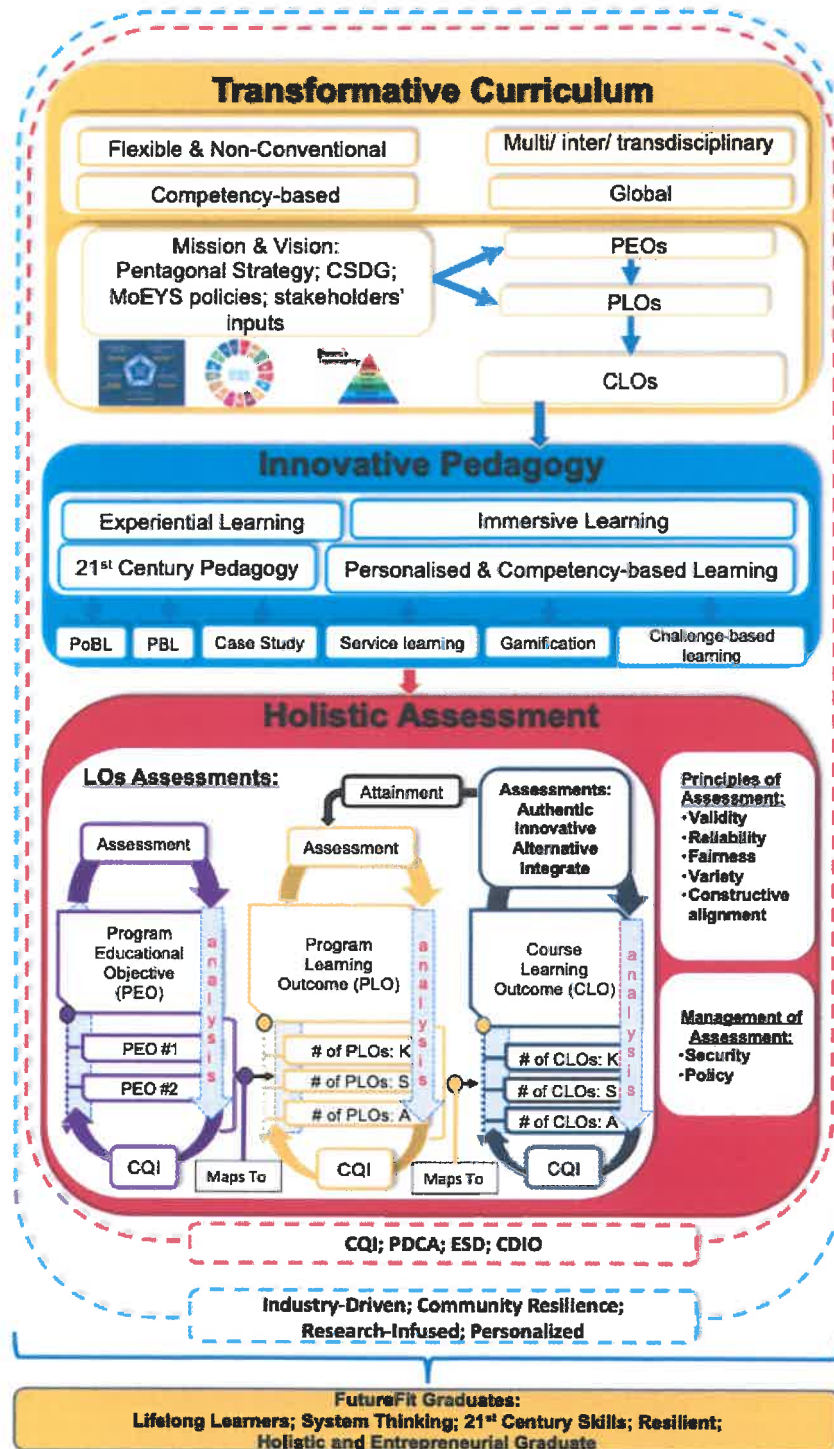 Transformative Curriculum
Flexible & Non-Conventional
Multi/ inter/ transdisciplinary
Competency-based
Global
Mission & Vision:
Pentagonal Strategy; CSDG;
MoEYS policies; stakeholders'
inputs
PEOs
PLOs
CLOs
Innovative Pedagogy
Experiential Learning
Immersive Learning
21st Century Pedagogy
Personalised & Competency-based Learning
PoBL
PBL
Case Study
Service learning
Gamification
Challenge-based
learning
Holistic Assessment
LOs Assessments:
Attainment
Assessments:
Authentic
Innovative
Alternative
Integrate
Assessment
Assessment
Program
Educational
Objective
(PEO)
analysis
Program
Learning
Outcome (PLO)
analysis
Course
Learning
Outcome (CLO)
analysis
PEO #1
PEO #2
# of PLOs: K
# of PLOs: S
# of PLOs: A
# of CLOs: K
# of CLOs: S
# of CLOs: A
CQI
Maps To
CQI
Maps To
CQI
Principles of
Assessment:
•Validity
•Reliability
•Fairness
•Variety
•Constructive
alignment
Management of
Assessment:
•Security
•Policy
CQI; PDCA; ESD; CDIO
Industry-Driven; Community Resilience;
Research-Infused; Personalized
FutureFit Graduates:
Lifelong Learners; System Thinking; 21st Century Skills; Resilient;
Holistic and Entrepreneurial Graduate